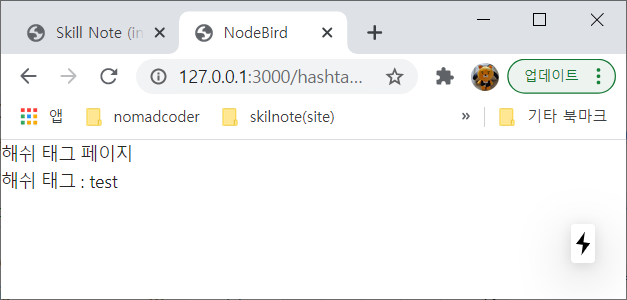 Skill Note (in
NodeBird
127.0.0.1:3000/hashta...
업데이트
앱
nomadcoder
skilnote(site)
»
기타 북마크
해쉬 태그 페이지
해쉬 태그 : test